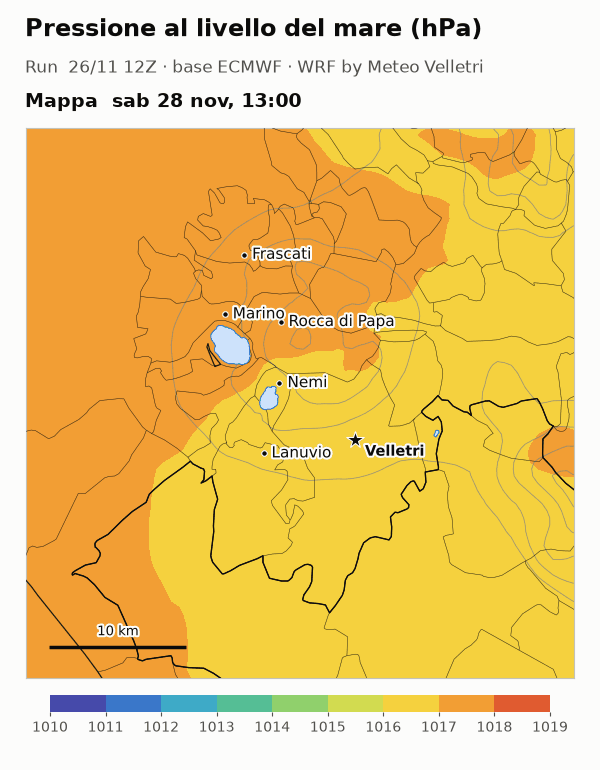 Pressione al livello del mare (hPa)
Run  26/11 12Z · base ECMWF · WRF by Meteo Velletri
Mappa  sab 28 nov, 13:00
Frascati
Marino
Rocca di Papa
Nemi
Velletri
Lanuvio
10 km
1010 1011 1012 1013 1014 1015 1016 1017 1018 1019